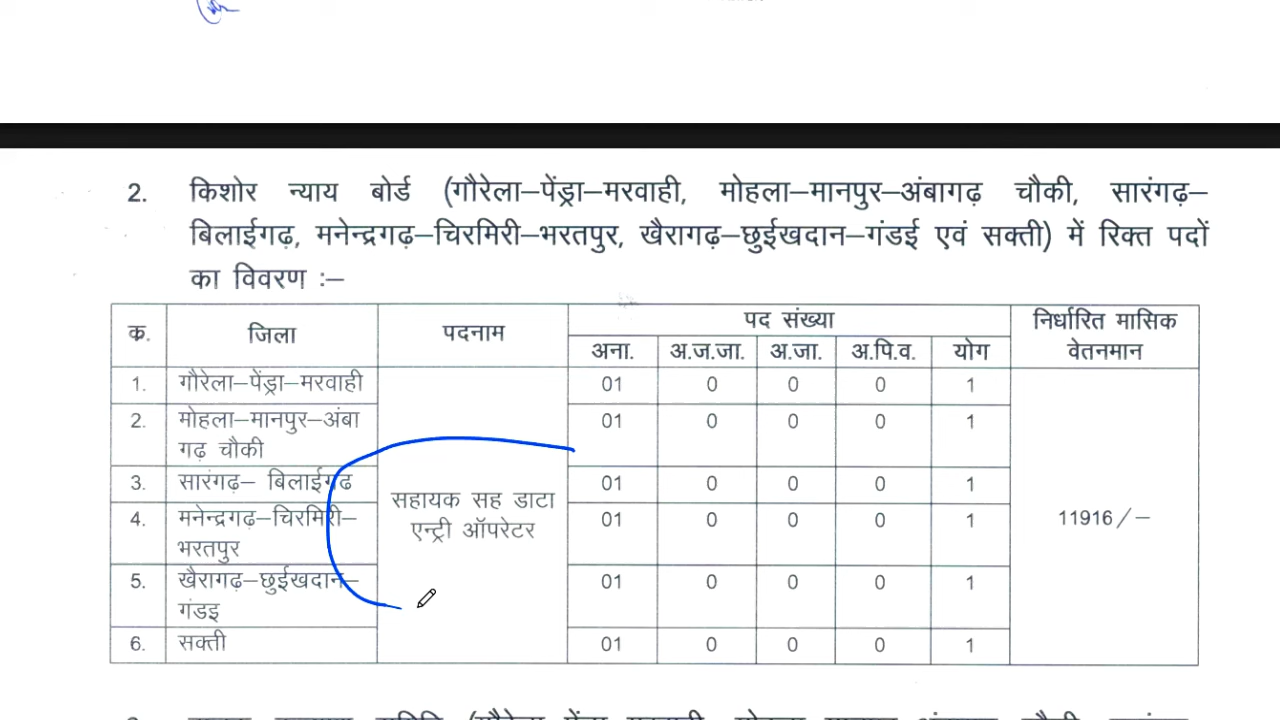 2. किशोर न्याय बोर्ड (गौरेला–पेंड्रा–मरवाही, मोहला–मानपुर–अंबागढ़ चौकी, सारंगढ़–
बिलाईगढ़, मनेन्द्रगढ़–चिरमिरी–भरतपुर, खैरागढ़–छुईखदान–गंडई एवं सक्ती) में रिक्त पदों
का विवरण :–
क. जिला पदनाम पद संख्या निर्धारित मासिक वेतनमान
अना. अ.ज.जा. अ.जा. अ.पि.व. योग
1. गौरेला–पेंड्रा–मरवाही 01 0 0 0 1
2. मोहला–मानपुर–अंबा 01 0 0 0 1
गढ़ चौकी
3. सारंगढ़– बिलाईगढ 01 0 0 0 1
सहायक सह डाटा
एन्ट्री ऑपरेटर
4. मनेन्द्रगढ़–चिरमिरी– 01 0 0 0 1 11916/–
भरतपुर
5. खैरागढ़–छुईखदान– 01 0 0 0 1
गंडइ
6. सक्ती 01 0 0 0 1